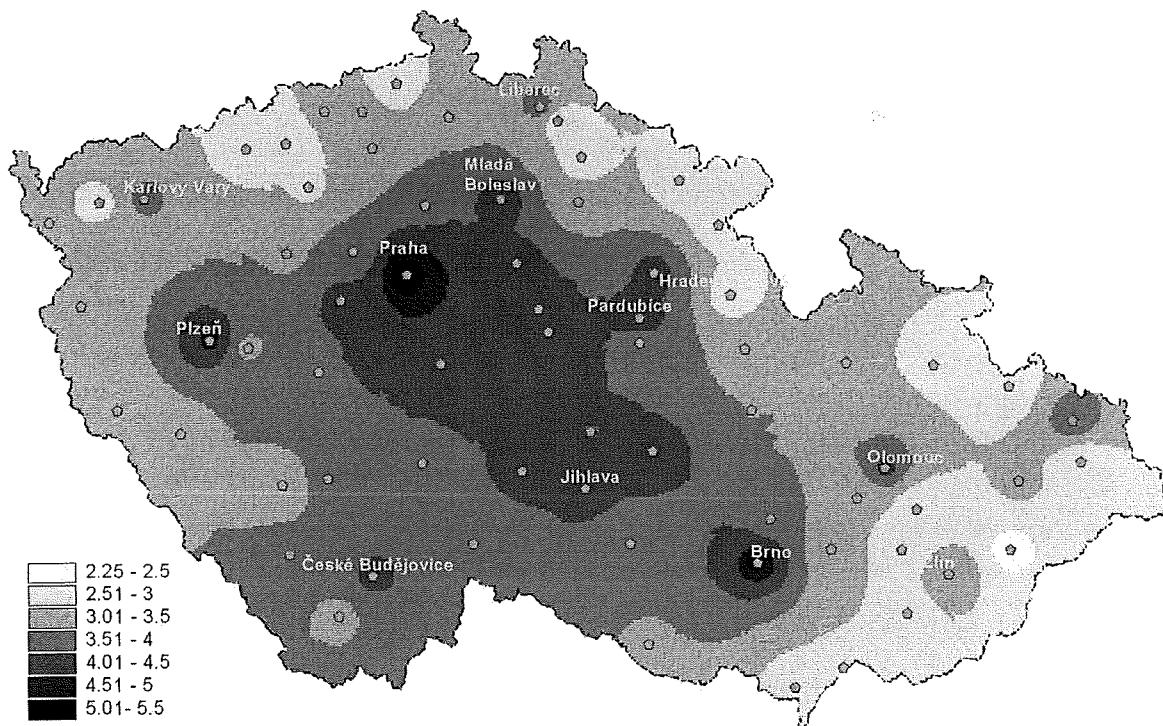 Liberec
Mladá
Boleslav
Karlovy Vary
Praha
Hradec
Pardubice
Plzeň
Olomouc
Jihlava
Brno
České Budějovice
Zlín
2.25 - 2.5
2.51 - 3
3.01 - 3.5
3.51 - 4
4.01 - 4.5
4.51 - 5
5.01- 5.5